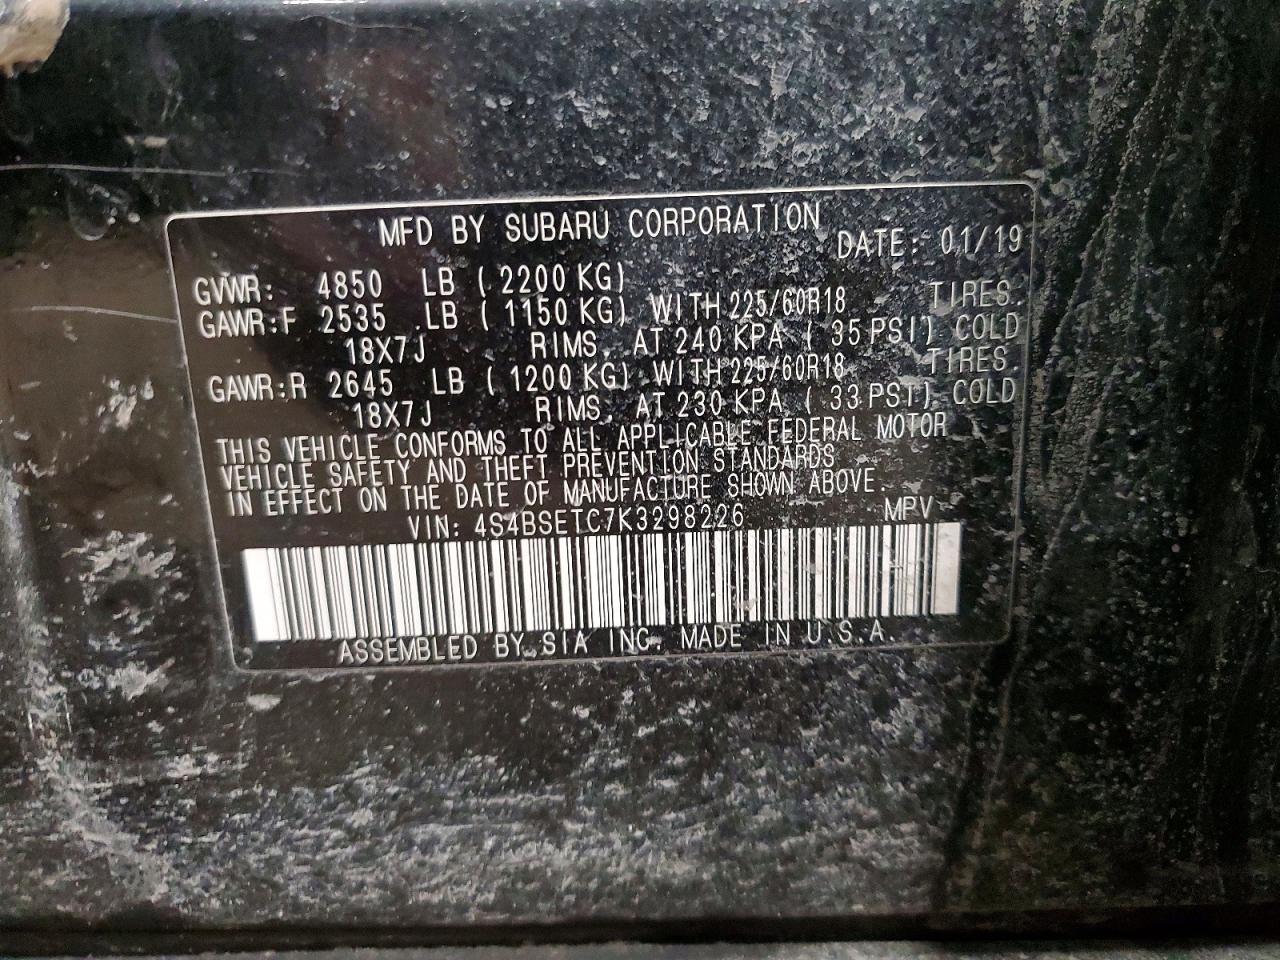 MFD BY SUBARU CORPORATION
DATE: 01/19
GVWR: 4850 LB ( 2200 KG)
GAWR:F 2535 LB ( 1150 KG) WITH 225/60R18 TIRES.
18X7J RIMS, AT 240 KPA ( 35 PSI) COLD
GAWR:R 2645 LB ( 1200 KG) WITH 225/60R18 TIRES.
18X7J RIMS, AT 230 KPA ( 33 PSI) COLD
THIS VEHICLE CONFORMS TO ALL APPLICABLE FEDERAL MOTOR
VEHICLE SAFETY AND THEFT PREVENTION STANDARDS
IN EFFECT ON THE DATE OF MANUFACTURE SHOWN ABOVE.
VIN: 4S4BSETC7K3298226 MPV
ASSEMBLED BY SIA INC. MADE IN U.S.A.